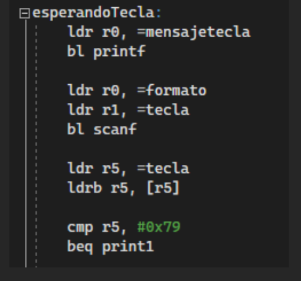 esperandoTecla:
ldr r0, =mensajetecla
bl printf
ldr r0, =formato
ldr r1, =tecla
bl scanf
ldr r5, =tecla
ldrb r5, [r5]
cmp r5, #0x79
beq print1